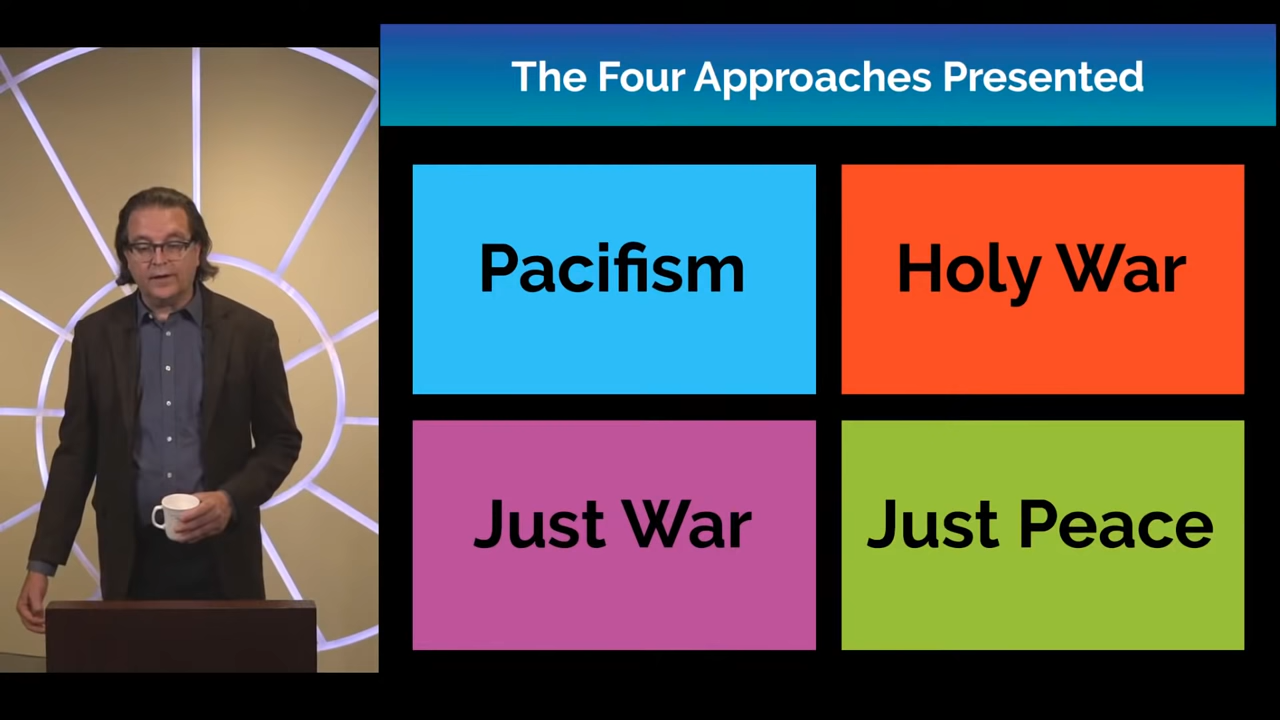 The Four Approaches Presented
Pacifism
Holy War
Just War
Just Peace